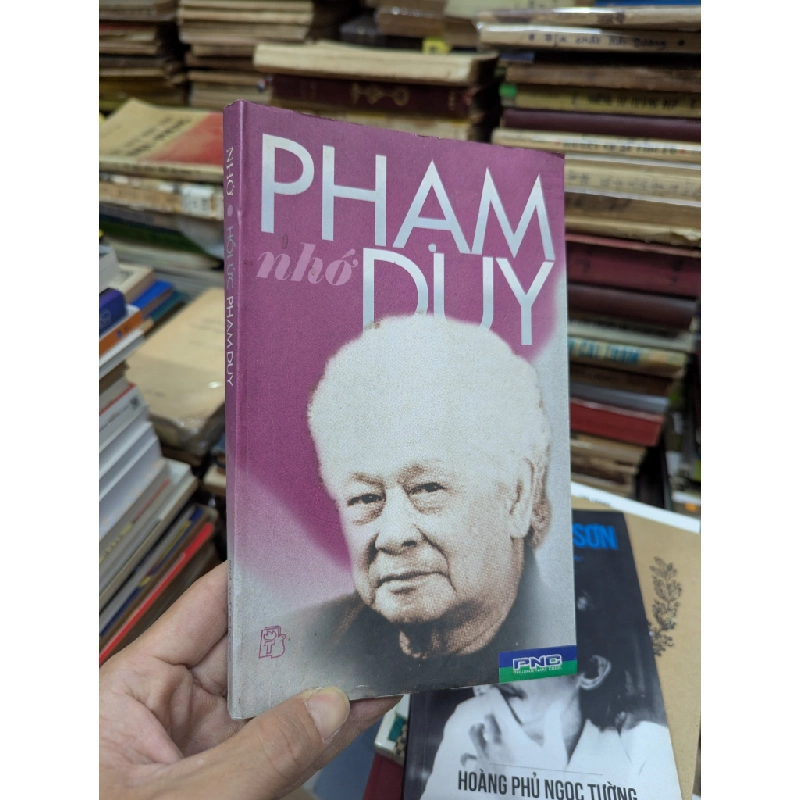 PHẠM
nhớ DUY
NHỚ • HỒI ỨC PHẠM DUY
PNC
SƠN
HOÀNG PHỦ NGỌC TƯỜNG